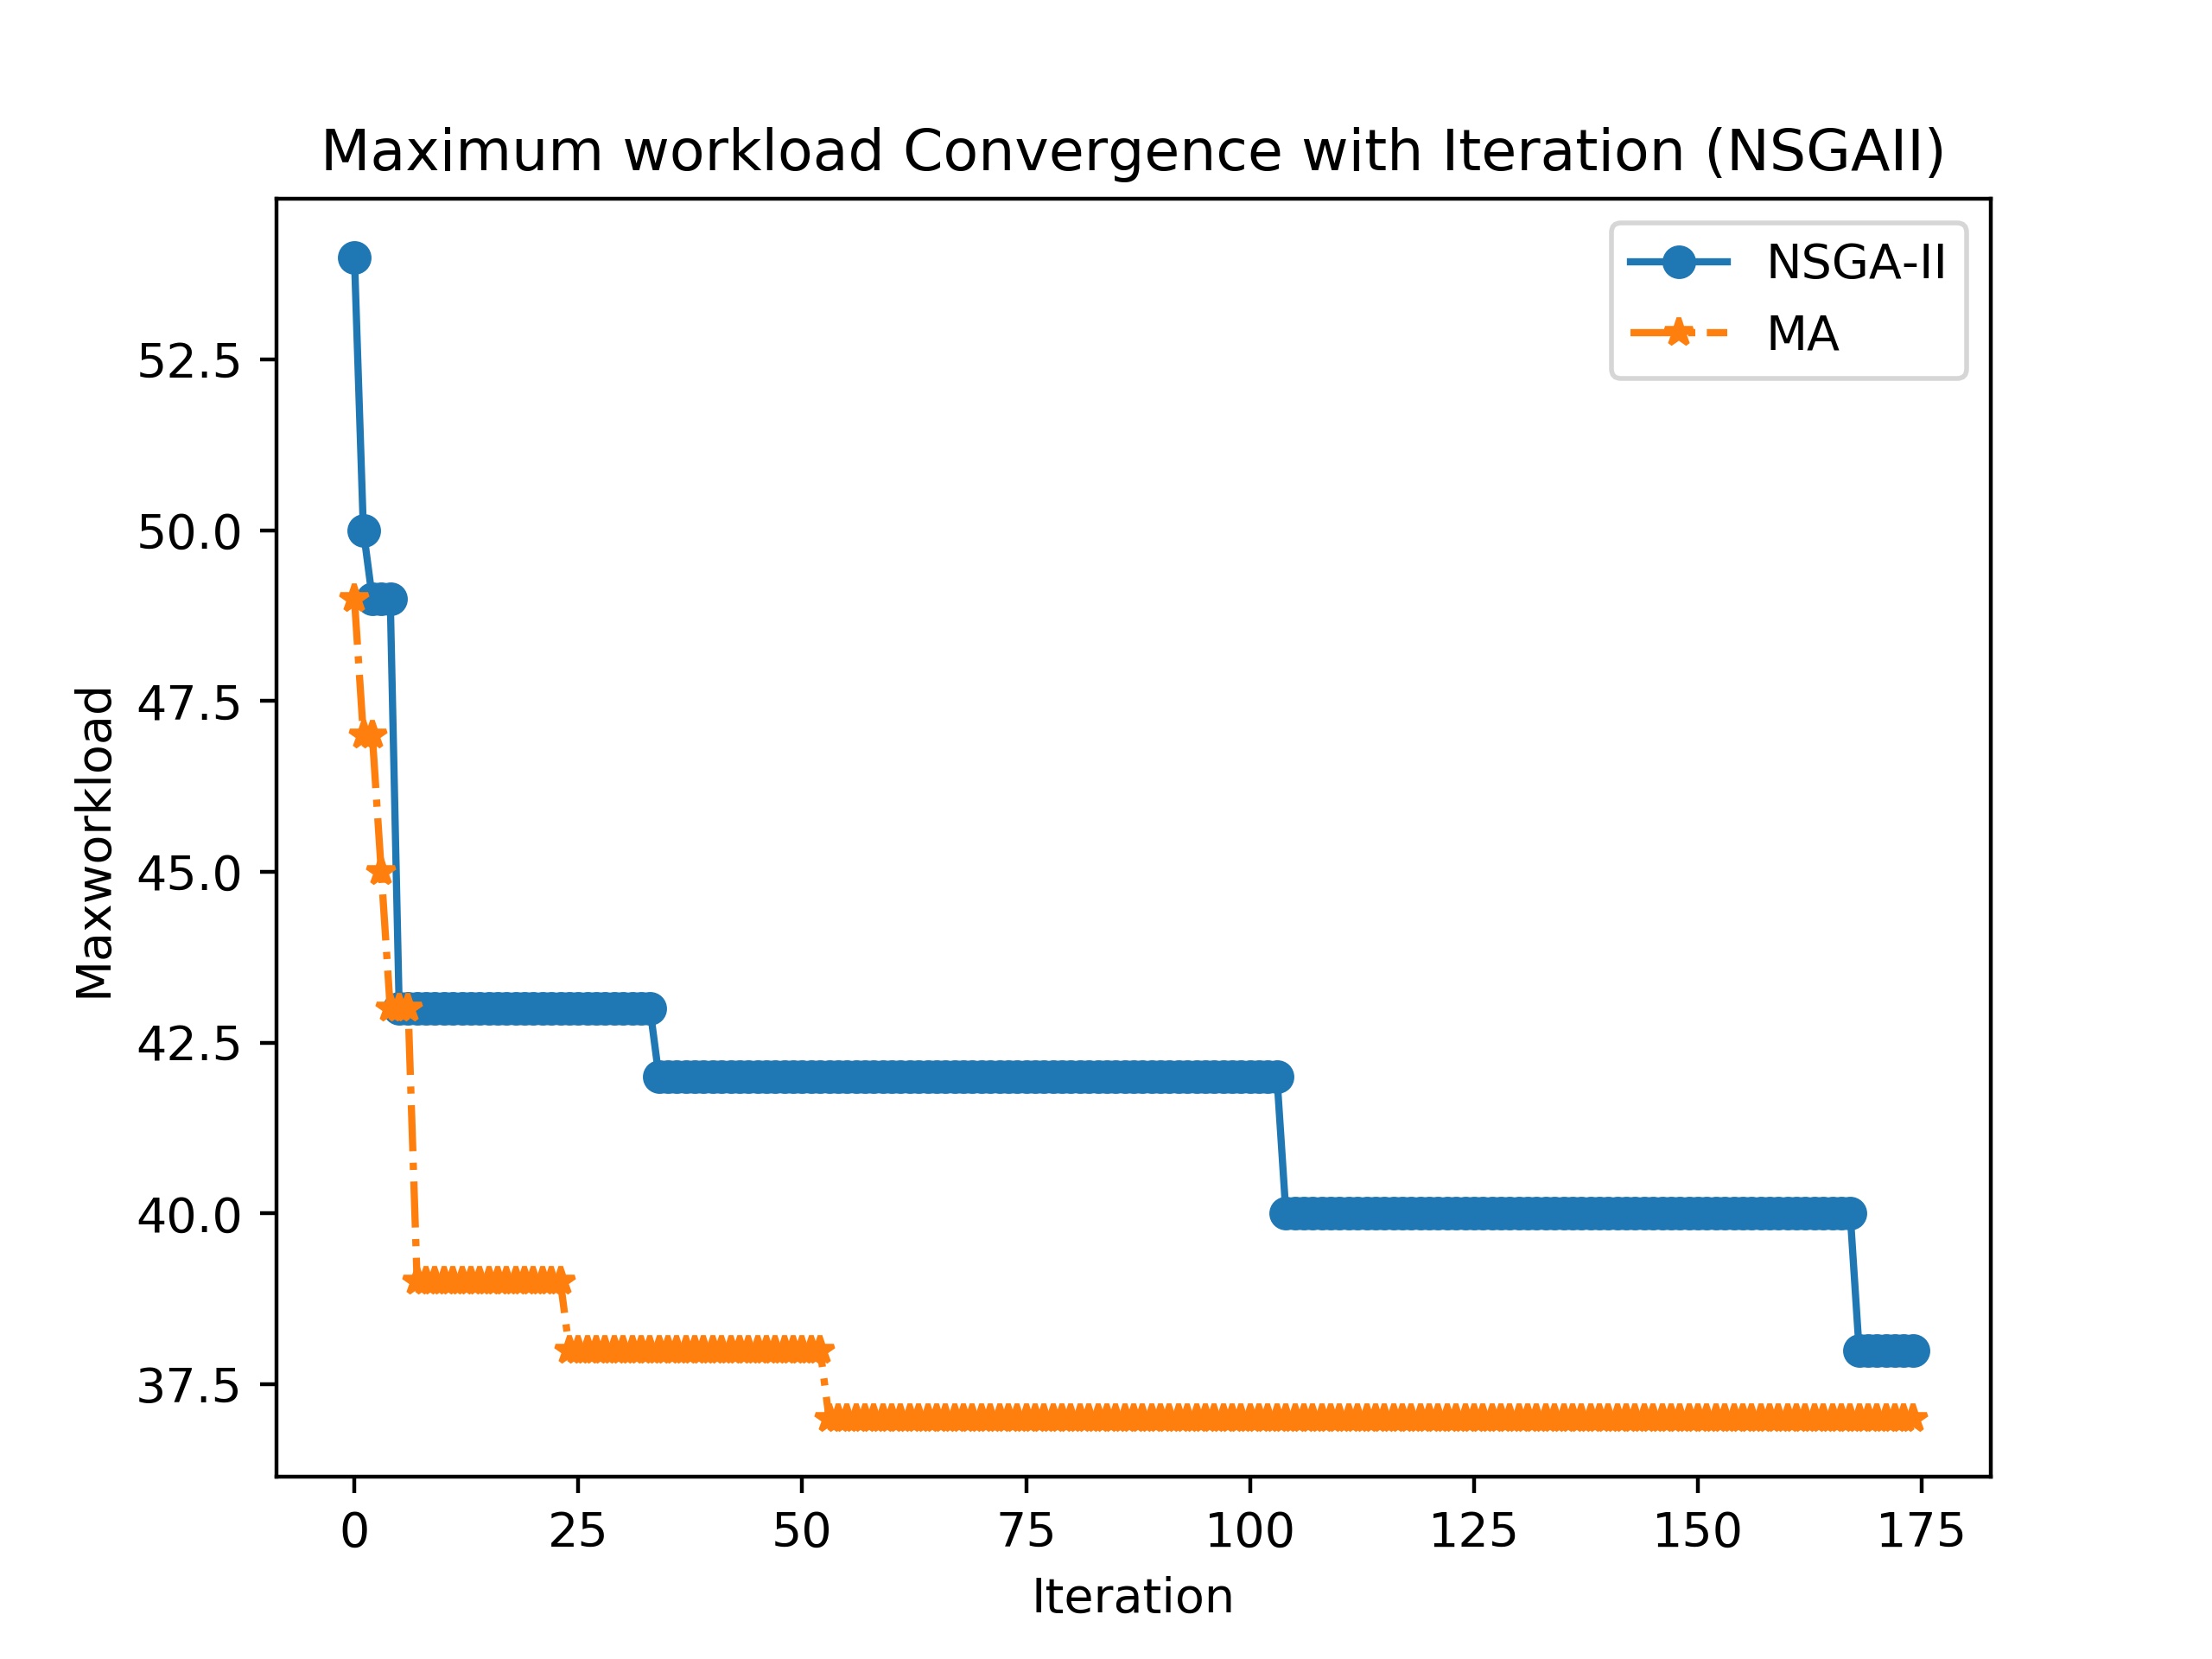 Maximum workload Convergence with Iteration (NSGAII)
NSGA-II
MA
52.5
50.0
47.5
45.0
42.5
40.0
37.5
Maxworkload
0 25 50 75 100 125 150 175
Iteration